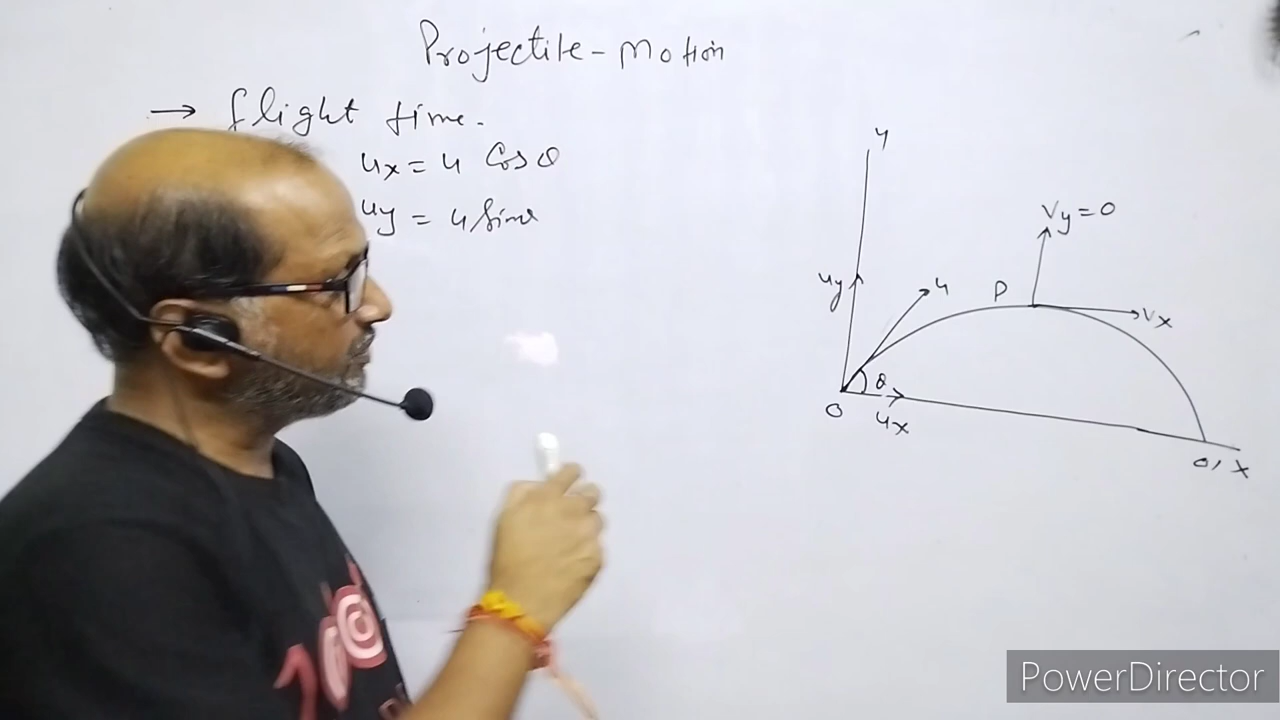 Projectile-Motion
→ flight time.
ux = u Cos θ
uy = u Sinθ
y
Vy=0
uy
u
P
Vx
θ
O
ux
O, X
PowerDirector